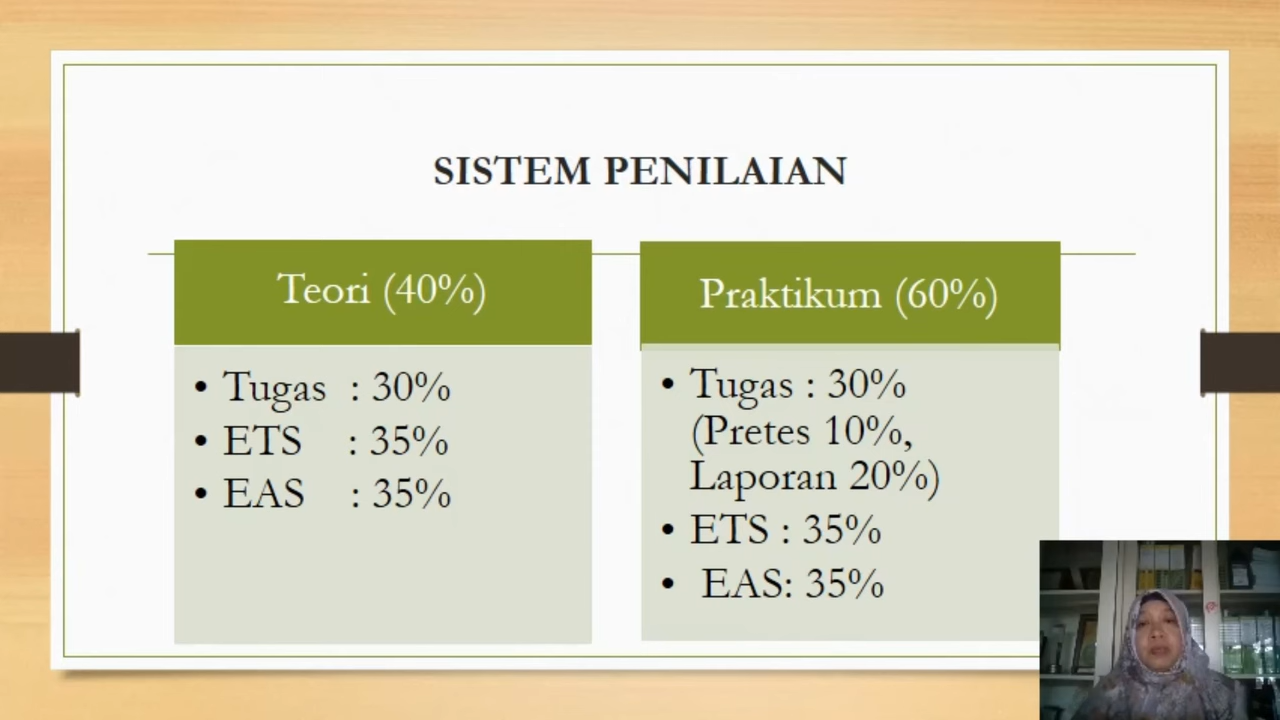 SISTEM PENILAIAN
Teori (40%)
• Tugas : 30%
• ETS : 35%
• EAS : 35%
Praktikum (60%)
• Tugas : 30%
(Pretes 10%,
Laporan 20%)
• ETS : 35%
• EAS: 35%